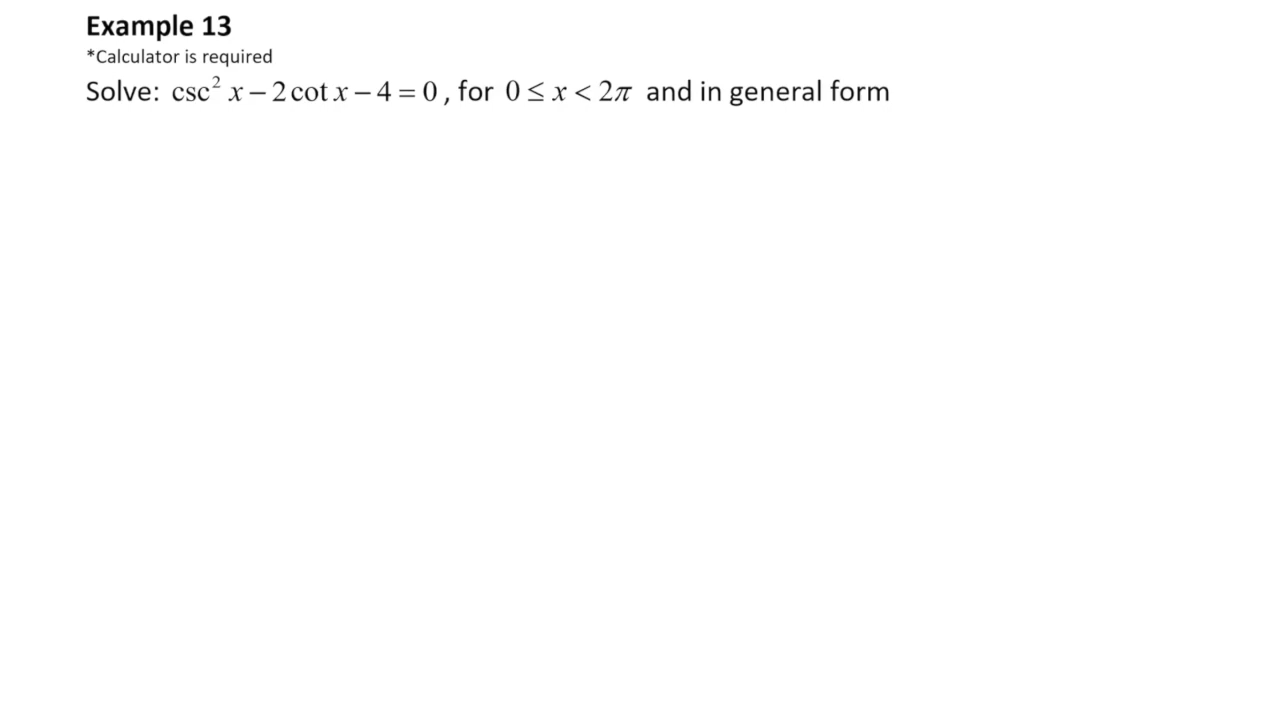 Example 13
*Calculator is required
Solve: csc² x − 2 cot x − 4 = 0 , for 0 ≤ x < 2π and in general form